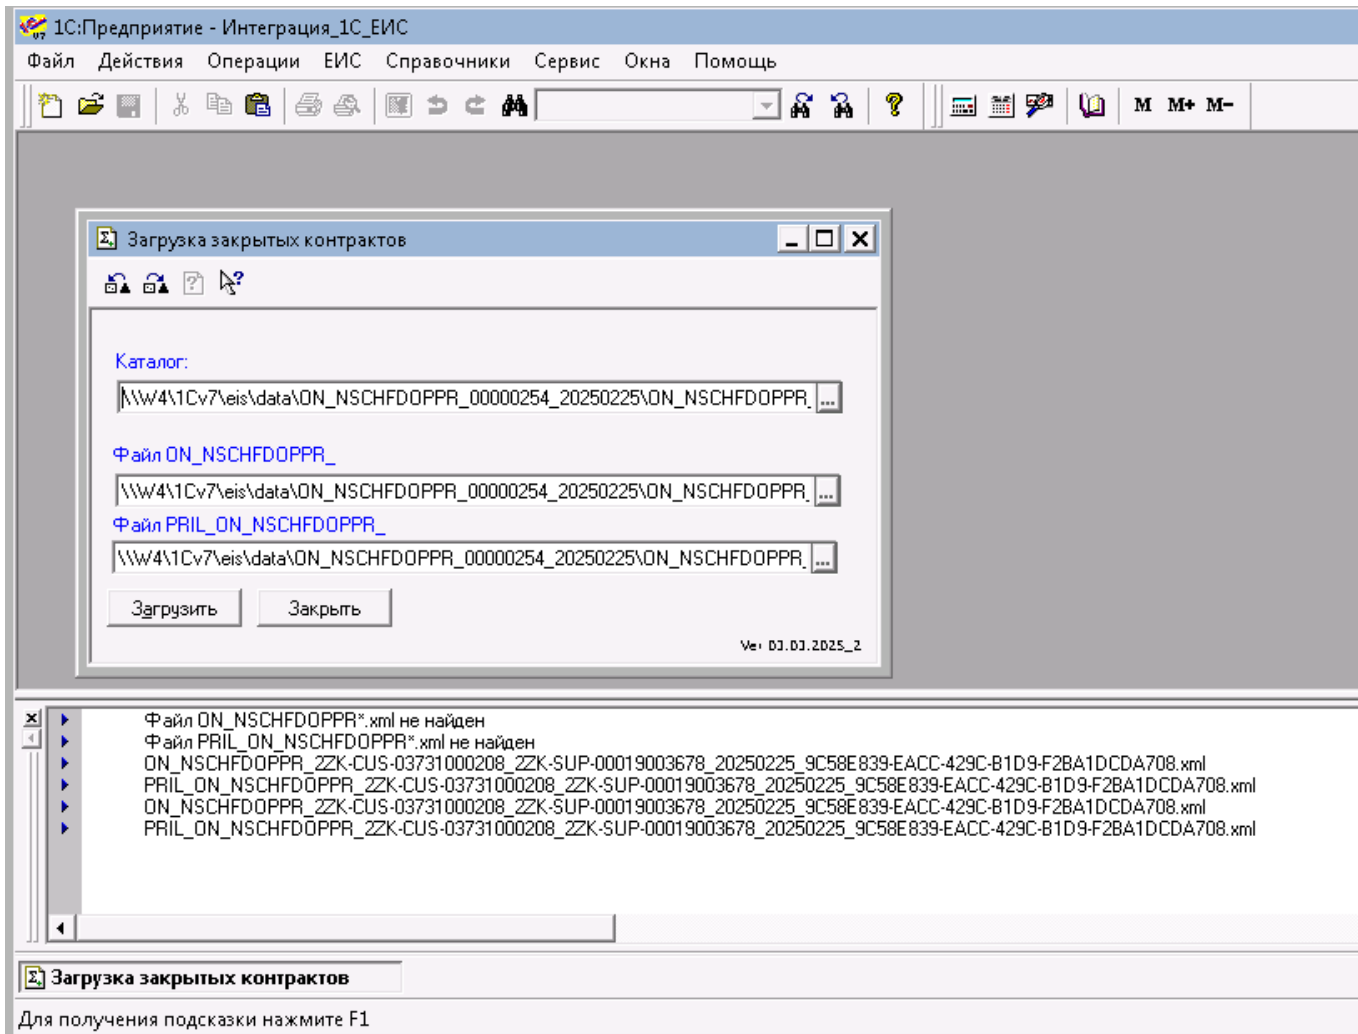 1С:Предприятие - Интеграция_1С_ЕИС
Файл Действия Операции ЕИС Справочники Сервис Окна Помощь
M M+ M-
Загрузка закрытых контрактов
Каталог:
\\W4\1Cv7\eis\data\ON_NSCHFDOPPR_00000254_20250225\ON_NSCHFDOPPR_ ...
Файл ON_NSCHFDOPPR_
\\W4\1Cv7\eis\data\ON_NSCHFDOPPR_00000254_20250225\ON_NSCHFDOPPR_ ...
Файл PRIL_ON_NSCHFDOPPR_
\\W4\1Cv7\eis\data\ON_NSCHFDOPPR_00000254_20250225\ON_NSCHFDOPPR_ ...
Загрузить Закрыть
Ver 03.03.2025_2
Файл ON_NSCHFDOPPR*.xml не найден
Файл PRIL_ON_NSCHFDOPPR*.xml не найден
ON_NSCHFDOPPR_2ZK-CUS-03731000208_2ZK-SUP-00019003678_20250225_9C58E839-EACC-429C-B1D9-F2BA1DCDA708.xml
PRIL_ON_NSCHFDOPPR_2ZK-CUS-03731000208_2ZK-SUP-00019003678_20250225_9C58E839-EACC-429C-B1D9-F2BA1DCDA708.xml
ON_NSCHFDOPPR_2ZK-CUS-03731000208_2ZK-SUP-00019003678_20250225_9C58E839-EACC-429C-B1D9-F2BA1DCDA708.xml
PRIL_ON_NSCHFDOPPR_2ZK-CUS-03731000208_2ZK-SUP-00019003678_20250225_9C58E839-EACC-429C-B1D9-F2BA1DCDA708.xml
Загрузка закрытых контрактов
Для получения подсказки нажмите F1